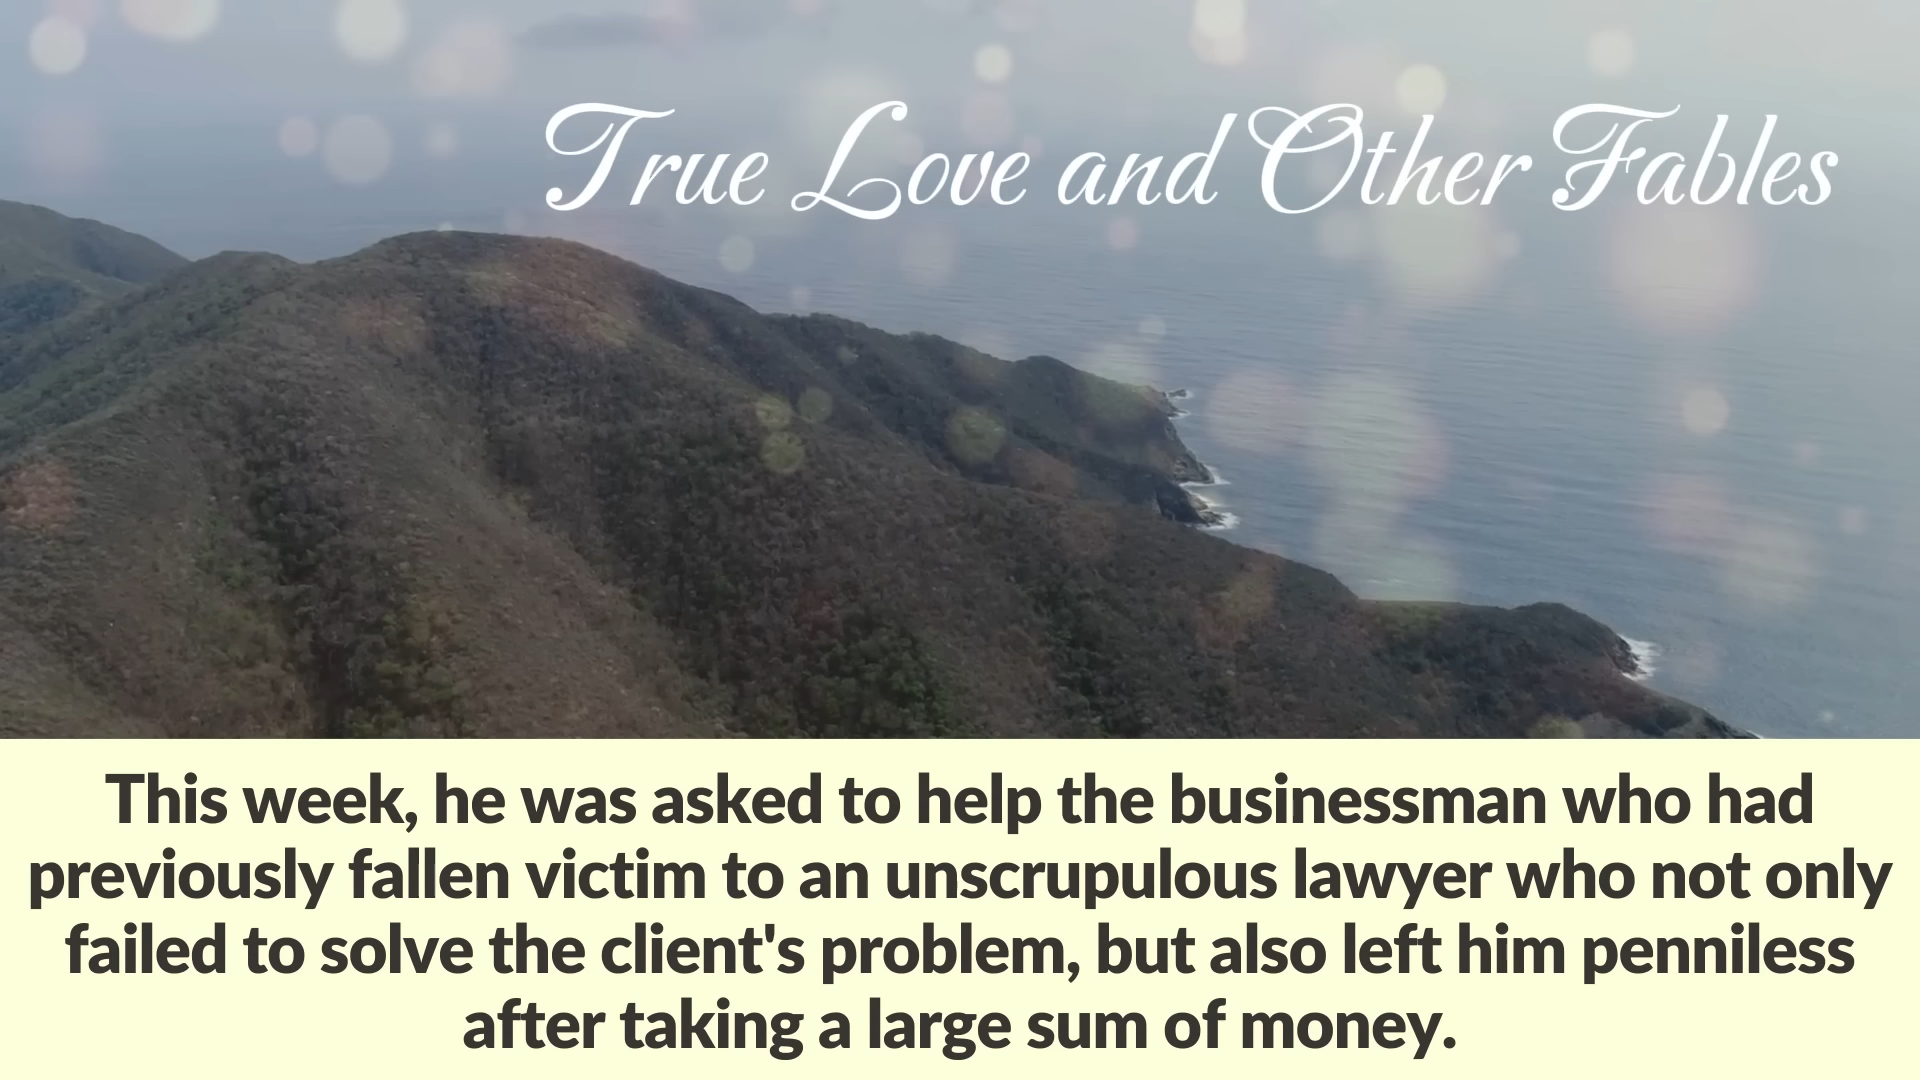 True Love and Other Fables
This week, he was asked to help the businessman who had
previously fallen victim to an unscrupulous lawyer who not only
failed to solve the client's problem, but also left him penniless
after taking a large sum of money.